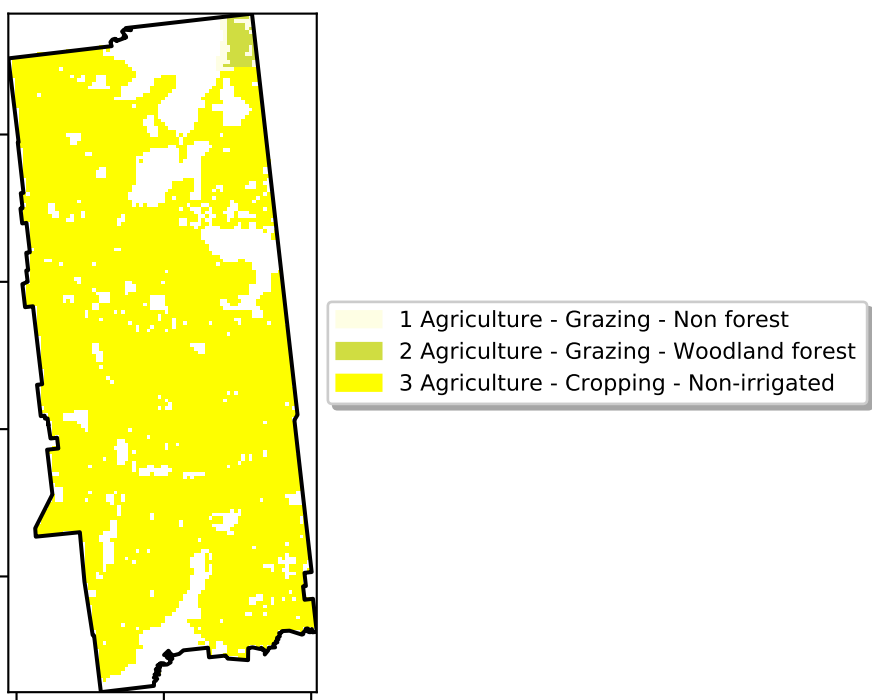 1 Agriculture - Grazing - Non forest
2 Agriculture - Grazing - Woodland forest
3 Agriculture - Cropping - Non-irrigated